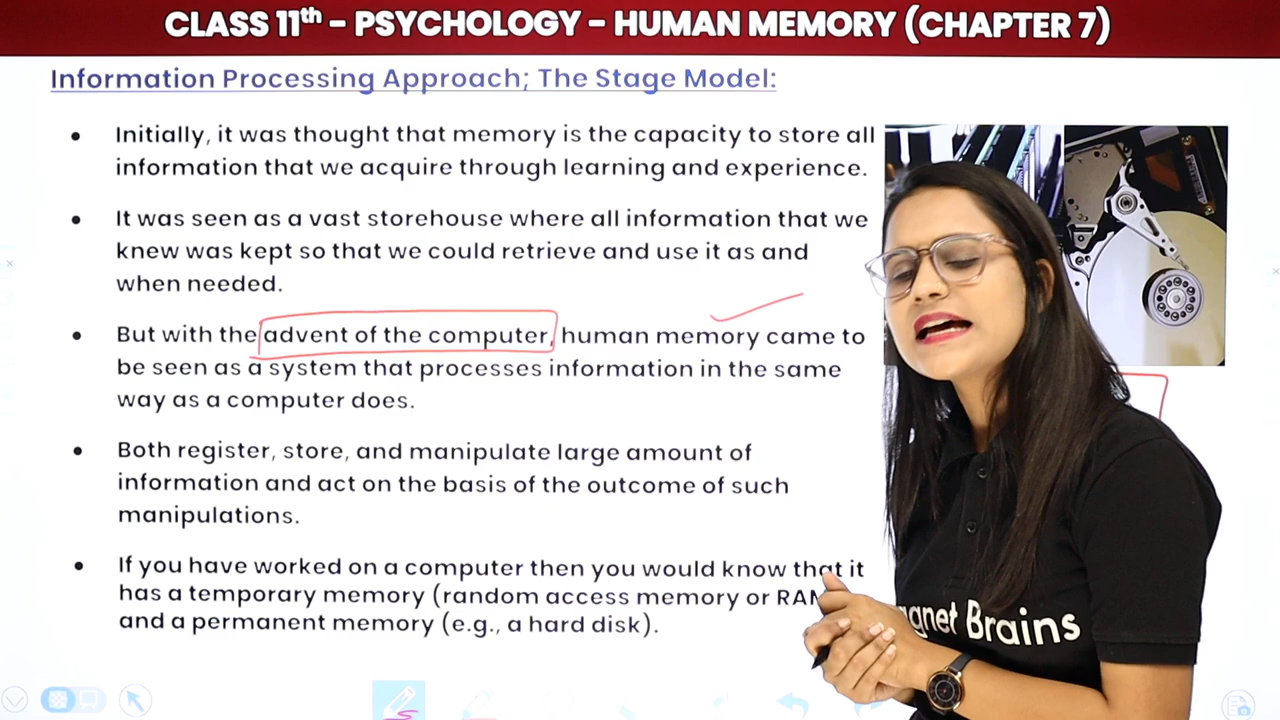 CLASS 11th - PSYCHOLOGY - HUMAN MEMORY (CHAPTER 7)
Information Processing Approach; The Stage Model:
• Initially, it was thought that memory is the capacity to store all
information that we acquire through learning and experience.
• It was seen as a vast storehouse where all information that we
knew was kept so that we could retrieve and use it as and
when needed.
• But with the advent of the computer, human memory came to
be seen as a system that processes information in the same
way as a computer does.
• Both register, store, and manipulate large amount of
information and act on the basis of the outcome of such
manipulations.
• If you have worked on a computer then you would know that it
has a temporary memory (random access memory or RAM
and a permanent memory (e.g., a hard disk).
gnet Brains